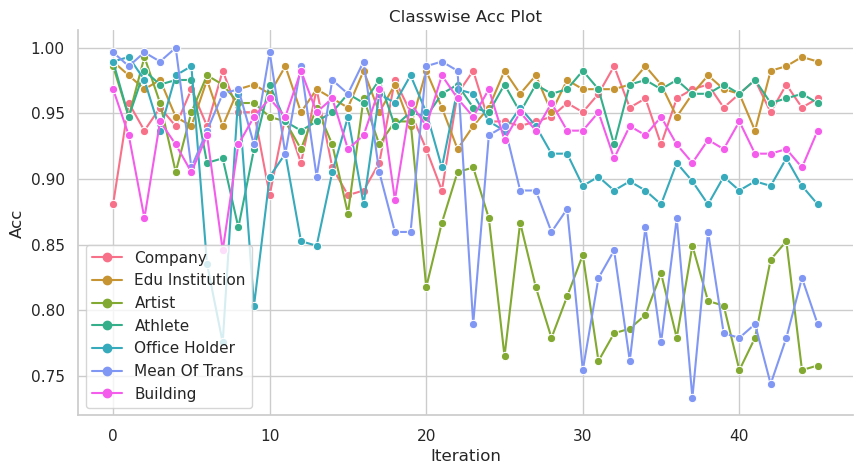 Classwise Acc Plot
Acc
1.00
0.95
0.90
0.85
0.80
0.75
Company
Edu Institution
Artist
Athlete
Office Holder
Mean Of Trans
Building
0
10
20
30
40
Iteration